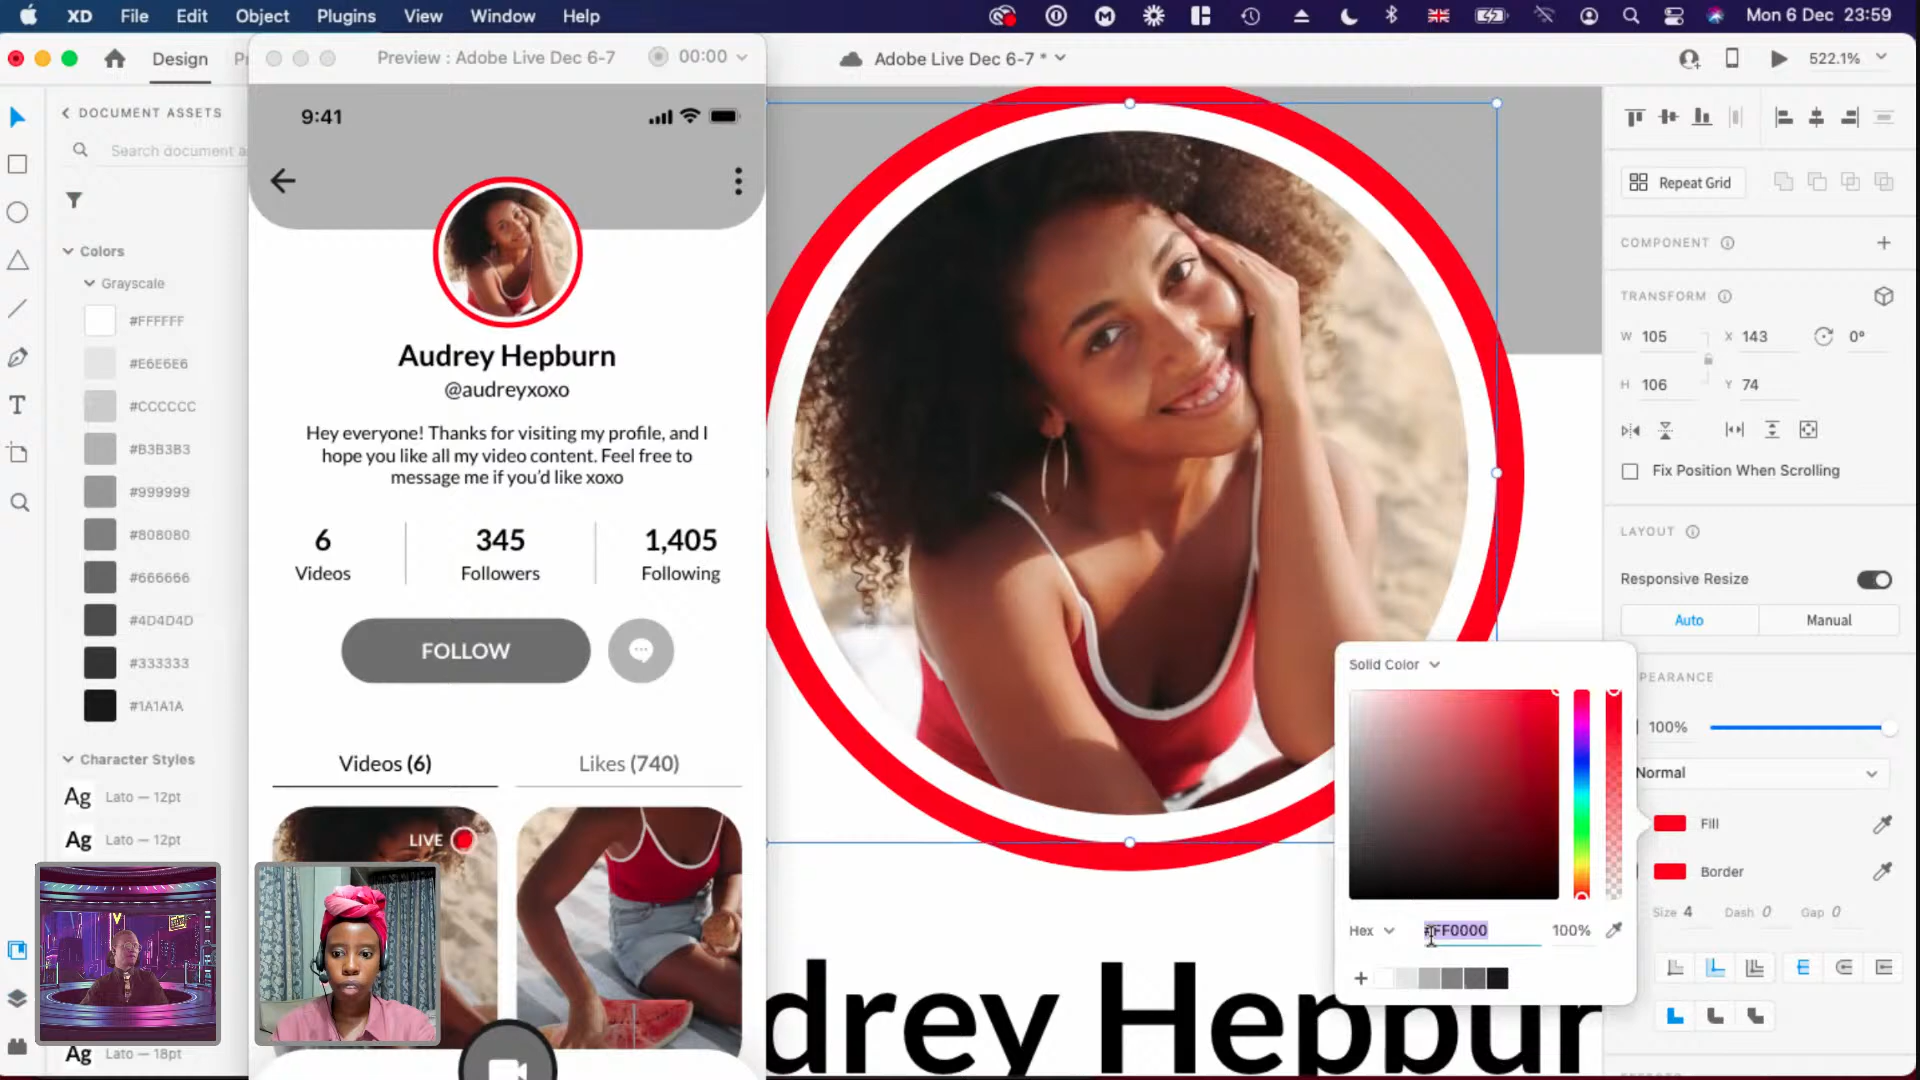 XD File Edit Object Plugins View Window Help
Mon 6 Dec 23:59
Design
Preview : Adobe Live Dec 6-7
00:00
Adobe Live Dec 6-7 *
522.1%
DOCUMENT ASSETS
Search document a
Colors
Grayscale
#FFFFFF
#E6E6E6
#CCCCCC
#B3B3B3
#999999
#808080
#666666
#4D4D4D
#333333
#1A1A1A
Character Styles
Ag Lato — 12pt
Ag Lato — 12pt
Ag Lato — 18pt
9:41
Audrey Hepburn
@audreyxoxo
Hey everyone! Thanks for visiting my profile, and I
hope you like all my video content. Feel free to
message me if you'd like xoxo
6 345 1,405
Videos Followers Following
FOLLOW
Videos (6) Likes (740)
LIVE
drey Hepbur
Repeat Grid
COMPONENT
TRANSFORM
W 105 X 143 0°
H 106 Y 74
Fix Position When Scrolling
LAYOUT
Responsive Resize
Auto Manual
PEARANCE
100%
Normal
Fill
Border
Size 4 Dash 0 Gap 0
Solid Color
Hex #FF0000 100%